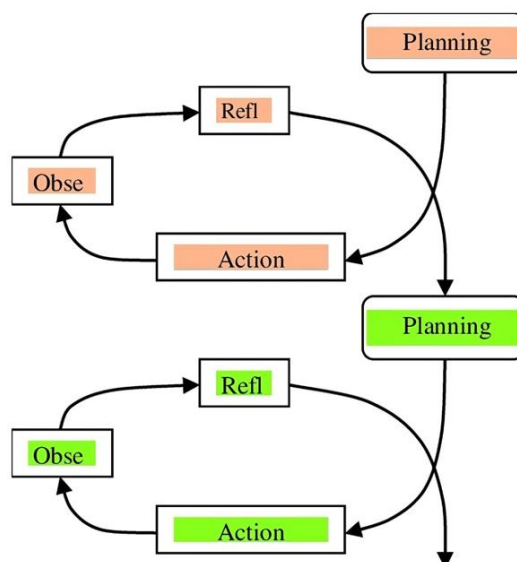 Planning
Refl
Obse
Action
Planning
Refl
Obse
Action